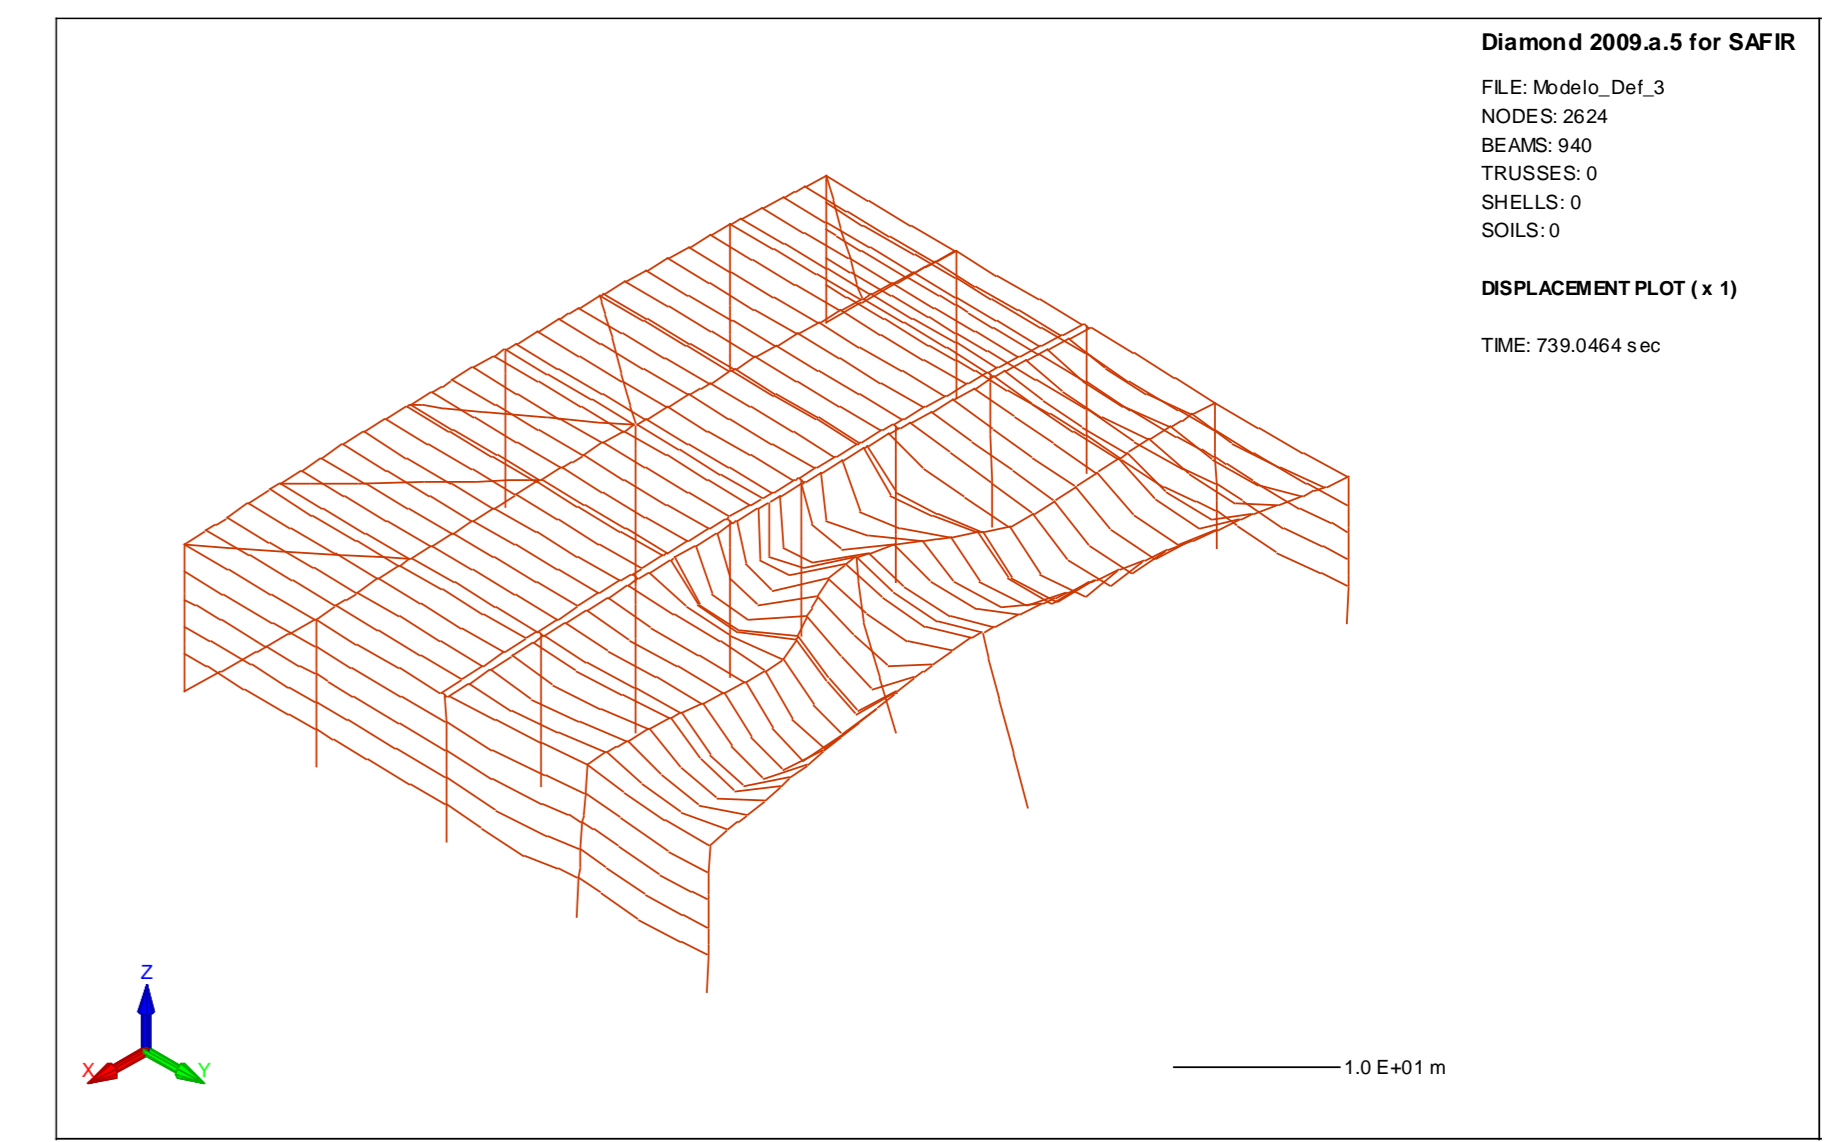 Diamond 2009.a.5 for SAFIR
FILE: Modelo_Def_3
NODES: 2624
BEAMS: 940
TRUSSES: 0
SHELLS: 0
SOILS: 0
DISPLACEMENT PLOT ( x 1)
TIME: 739.0464 sec
Z
X
Y
1.0 E+01 m